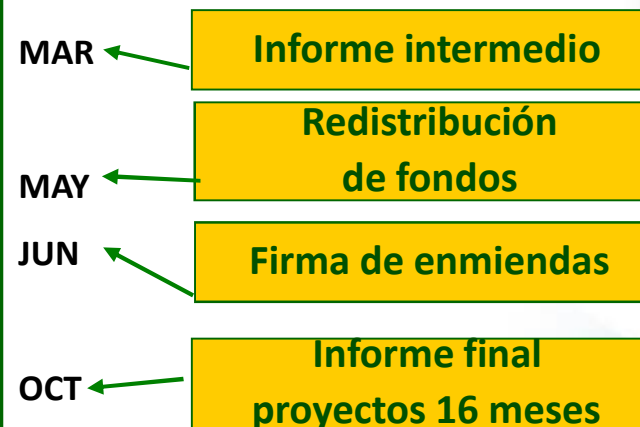 MAR
Informe intermedio
Redistribución
de fondos
MAY
JUN
Firma de enmiendas
Informe final
OCT
proyectos 16 meses